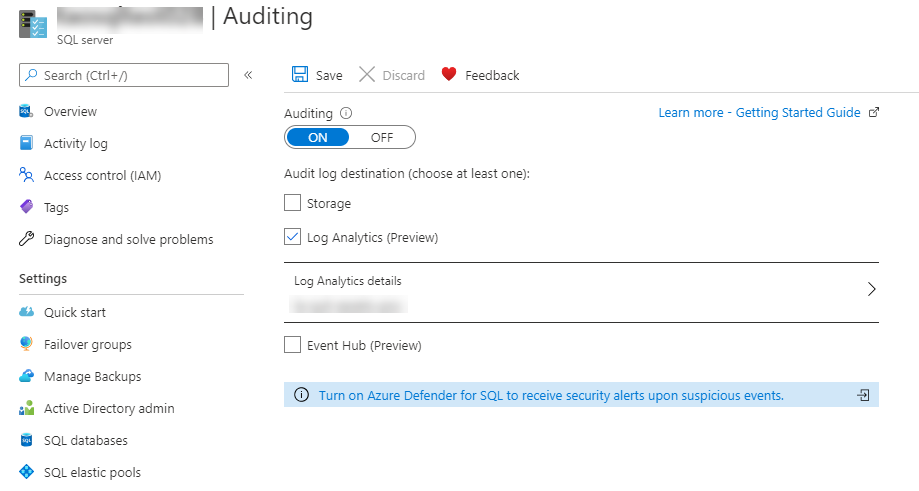 | Auditing
SQL server
Search (Ctrl+/)
«
Save
Discard
Feedback
Auditing
Learn more - Getting Started Guide
ON
OFF
Audit log destination (choose at least one):
Storage
Log Analytics (Preview)
Log Analytics details
Event Hub (Preview)
Turn on Azure Defender for SQL to receive security alerts upon suspicious events.
Overview
Activity log
Access control (IAM)
Tags
Diagnose and solve problems
Settings
Quick start
Failover groups
Manage Backups
Active Directory admin
SQL databases
SQL elastic pools